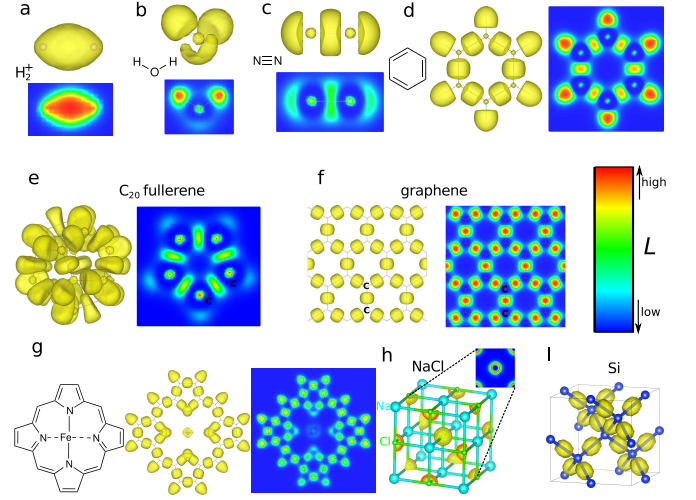 a
b
c
d
H₂⁺
H H
O
N≡N
e
C₂₀ fullerene
f
graphene
c
c
c
c
c
c
high
L
low
g
N
N Fe N
N
h
NaCl
Na
Cl
l
Si